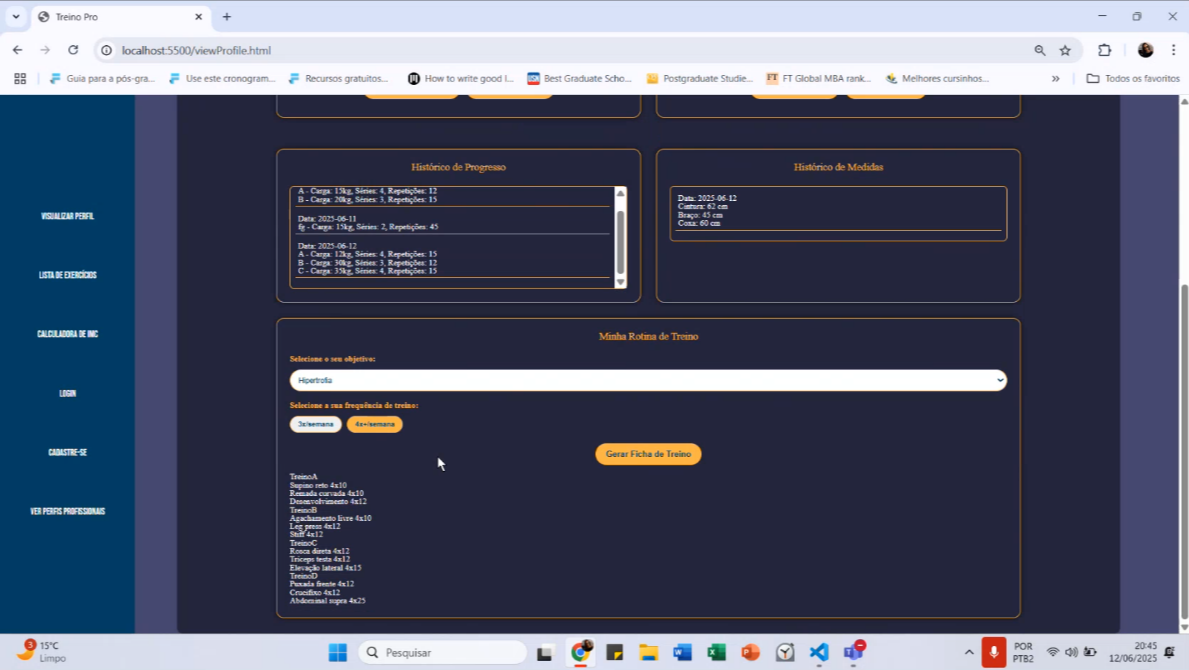 Treino Pro
localhost:5500/viewProfile.html
Guia para a pós-gra...
Use este cronogram...
Recursos gratuitos...
How to write good l...
Best Graduate Scho...
Postgraduate Studie...
FT Global MBA rank...
Melhores cursinhos...
Todos os favoritos
VISUALIZAR PERFIL
LISTA DE EXERCÍCIOS
CALCULADORA DE IMC
LOGIN
CADASTRE-SE
VER PERFIS PROFISSIONAIS
Histórico de Progresso
A - Carga: 15kg, Séries: 4, Repetições: 12
B - Carga: 20kg, Séries: 3, Repetições: 15
Data: 2025-06-11
fg - Carga: 15kg, Séries: 2, Repetições: 45
Data: 2025-06-12
A - Carga: 12kg, Séries: 4, Repetições: 15
B - Carga: 30kg, Séries: 3, Repetições: 12
C - Carga: 35kg, Séries: 4, Repetições: 15
Histórico de Medidas
Data: 2025-06-12
Cintura: 62 cm
Braço: 45 cm
Coxa: 60 cm
Minha Rotina de Treino
Selecione o seu objetivo:
Hipertrofia
Selecione a sua frequência de treino:
3x/semana
4x+/semana
Gerar Ficha de Treino
TreinoA
Supino reto 4x10
Remada curvada 4x10
Desenvolvimento 4x12
TreinoB
Agachamento livre 4x10
Leg press 4x12
Stiff 4x12
TreinoC
Rosca direta 4x12
Triceps testa 4x12
Elevação lateral 4x15
TreinoD
Puxada frente 4x12
Crucifixo 4x12
Abdominal supra 4x25
3
15°C
Limpo
Pesquisar
POR
PTB2
20:45
12/06/2025